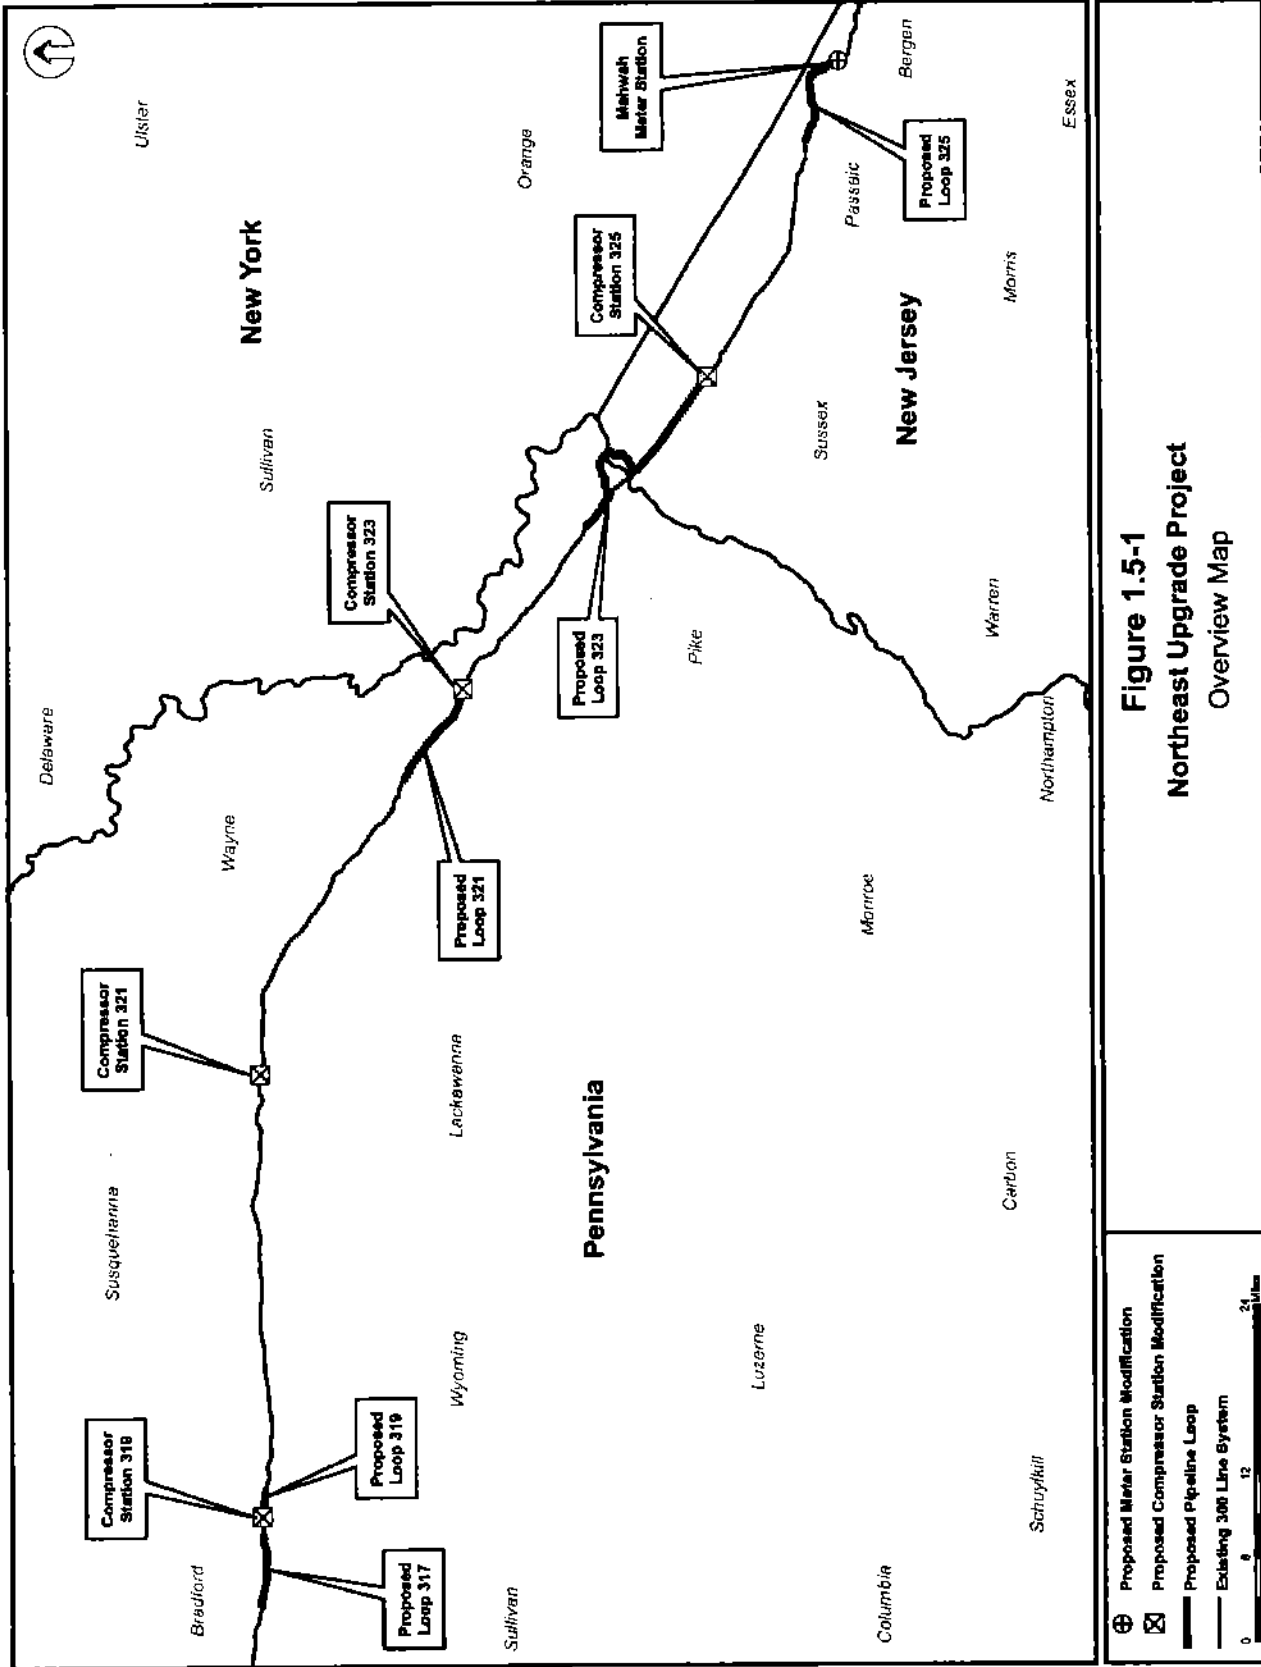 Ulster
New York
Orange
Mahwah
Meter Station
Bergen
Essex
Delaware
Sullivan
Compressor
Station 323
Compressor
Station 325
Passaic
Proposed
Loop 325
Morris
New Jersey
Sussex
Warren
Wayne
Proposed
Loop 323
Pike
Northampton
Compressor
Station 321
Proposed
Loop 321
Monroe
Susquehanna
Lackawanna
Pennsylvania
Carbon
Compressor
Station 319
Proposed
Loop 319
Wyoming
Luzerne
Bradford
Proposed
Loop 317
Sullivan
Columbia
Schuylkill
Proposed Meter Station Modification
Proposed Compressor Station Modification
Proposed Pipeline Loop
Existing 300 Line System
0 6 12 24
Miles
Figure 1.5-1
Northeast Upgrade Project
Overview Map